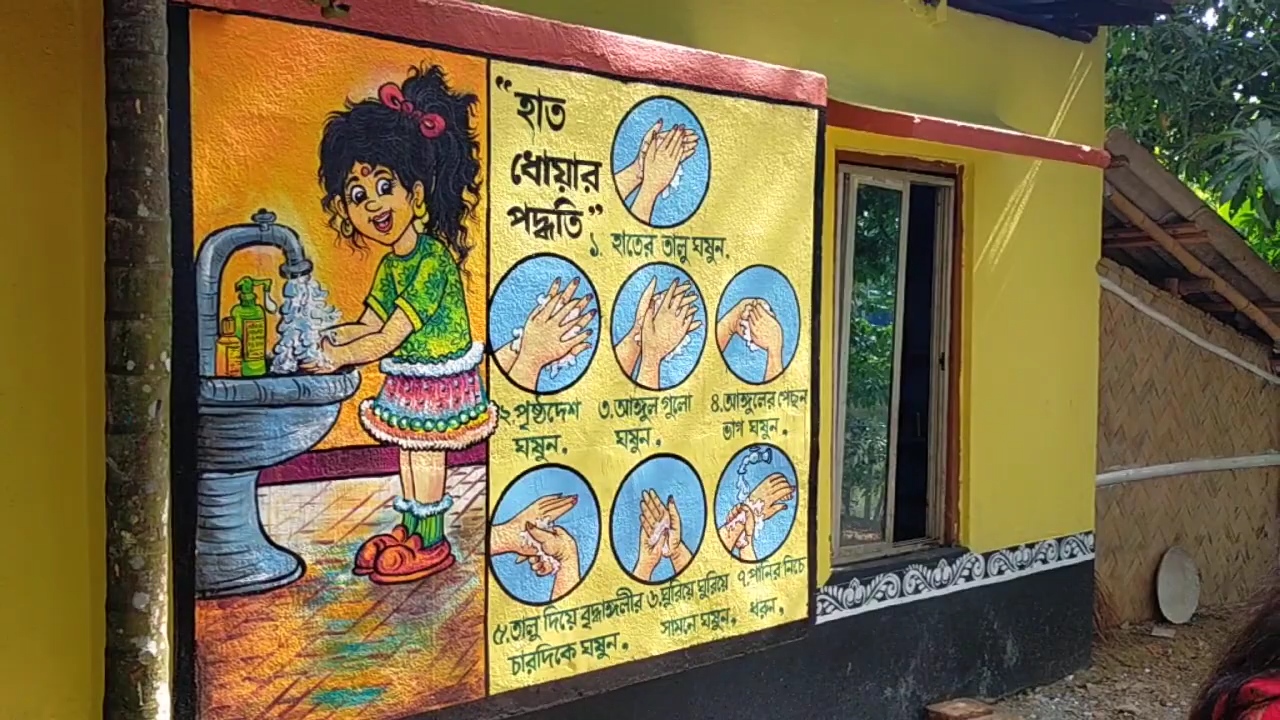 "হাত
ধোয়ার
পদ্ধতি"
১. হাতের তালু ঘষুন.
২.পৃষ্ঠদেশ
ঘষুন.
৩.আঙ্গুল গুলো
ঘষুন.
৪.আঙ্গুলের পেছন
ভাগ ঘষুন.
৫.তালু দিয়ে বৃদ্ধাঙ্গলীর
চারদিকে ঘষুন.
৬.ঘুরিয়ে ঘুরিয়ে
সামনে ঘষুন.
৭.পানির নিচে
ধরুন.